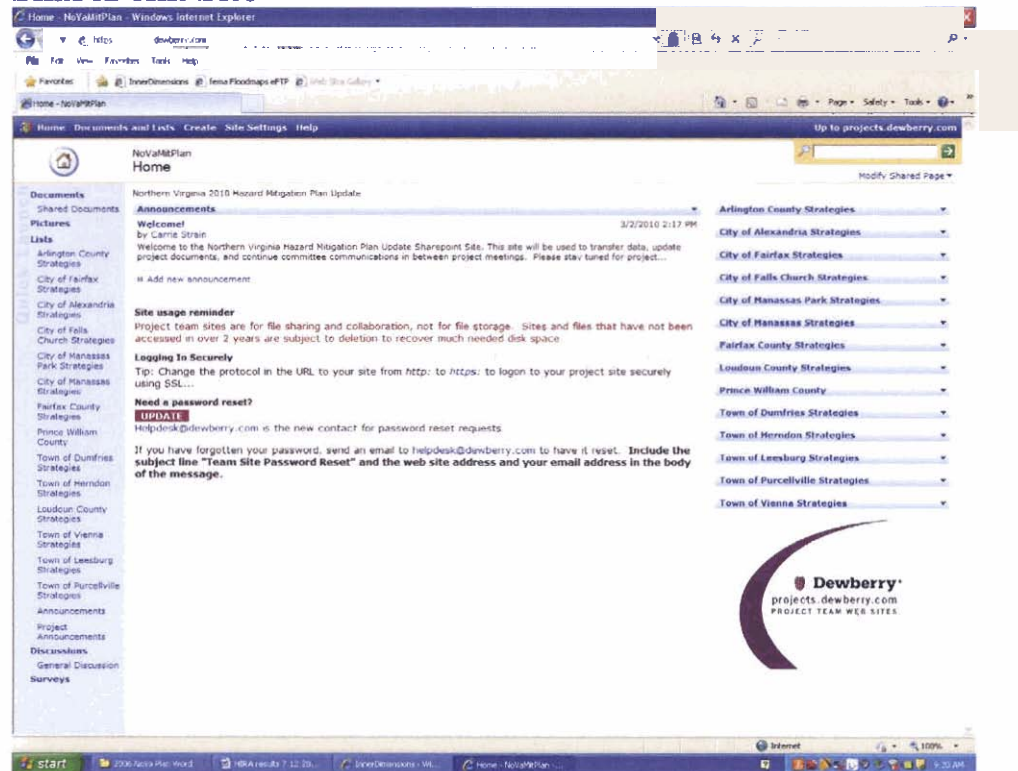 Home - NoVaMitPlan - Windows Internet Explorer
https
dewberry.com
File Edit View Favorites Tools Help
Favorites InnerDimensions fema Floodmaps eFTP
Home - NoVaMitPlan
Page Safety Tools
Home Documents and Lists Create Site Settings Help
Up to projects.dewberry.com
NoVaMitPlan
Home
Modify Shared Page
Northern Virginia 2010 Hazard Mitigation Plan Update
Documents
Shared Documents
Pictures
Lists
Arlington County
Strategies
City of Fairfax
Strategies
City of Alexandria
Strategies
City of Falls
Church Strategies
City of Manassas
Park Strategies
City of Manassas
Strategies
Fairfax County
Strategies
Prince William
County
Town of Dumfries
Strategies
Town of Herndon
Strategies
Loudoun County
Strategies
Town of Vienna
Strategies
Town of Leesburg
Strategies
Town of Purcellville
Strategies
Announcements
Project
Announcements
Discussions
General Discussion
Surveys
Announcements
Welcome! 3/2/2010 2:17 PM
by Carrie Strain
Welcome to the Northern Virginia Hazard Mitigation Plan Update Sharepoint Site. This site will be used to transfer data, update
project documents, and continue committee communications in between project meetings. Please stay tuned for project...
Add new announcement
Site usage reminder
Project team sites are for file sharing and collaboration, not for file storage. Sites and files that have not been
accessed in over 2 years are subject to deletion to recover much needed disk space
Logging In Securely
Tip: Change the protocol in the URL to your site from http: to https: to logon to your project site securely
using SSL...
Need a password reset?
UPDATE
Helpdesk@dewberry.com is the new contact for password reset requests
If you have forgotten your password, send an email to helpdesk@dewberry.com to have it reset. Include the
subject line "Team Site Password Reset" and the web site address and your email address in the body
of the message.
Arlington County Strategies
City of Alexandria Strategies
City of Fairfax Strategies
City of Falls Church Strategies
City of Manassas Park Strategies
City of Manassas Strategies
Fairfax County Strategies
Loudoun County Strategies
Prince William County
Town of Dumfries Strategies
Town of Herndon Strategies
Town of Leesburg Strategies
Town of Purcellville Strategies
Town of Vienna Strategies
Dewberry
projects.dewberry.com
PROJECT TEAM WEB SITES
Internet 100%
start
InnerDimensions - Wi...
Home - NoVaMitPlan -...
9:20 AM